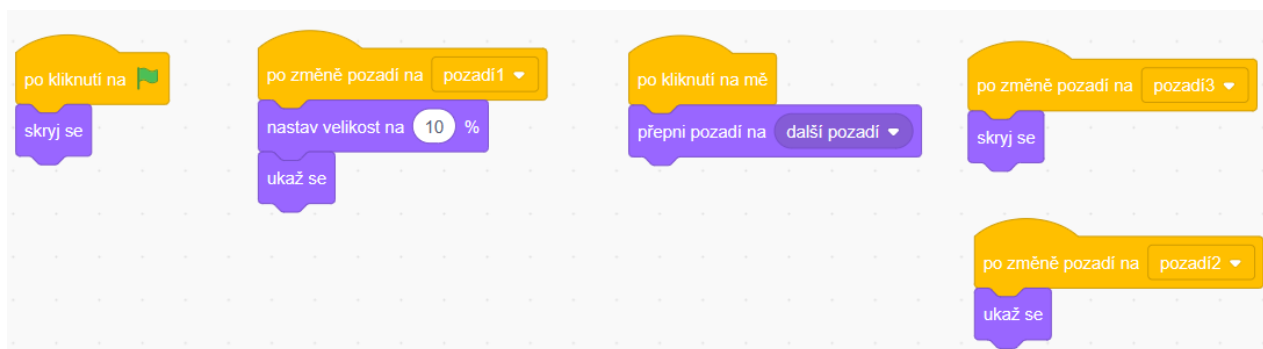 po kliknutí na
skryj se
po změně pozadí na pozadí1
nastav velikost na 10 %
ukaž se
po kliknutí na mě
přepni pozadí na další pozadí
po změně pozadí na pozadí3
skryj se
po změně pozadí na pozadí2
ukaž se